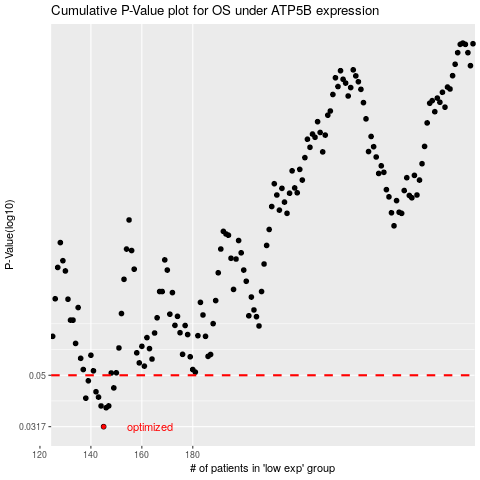 Cumulative P-Value plot for OS under ATP5B expression
P-Value(log10)
0.05
0.0317
optimized
120 140 160 180
# of patients in 'low exp' group